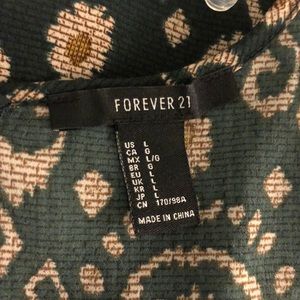 FOREVER 21
US L
CA G
MX L/G
BR G
EU L
UK L
KR L
JP L
CN 170/98A
MADE IN CHINA